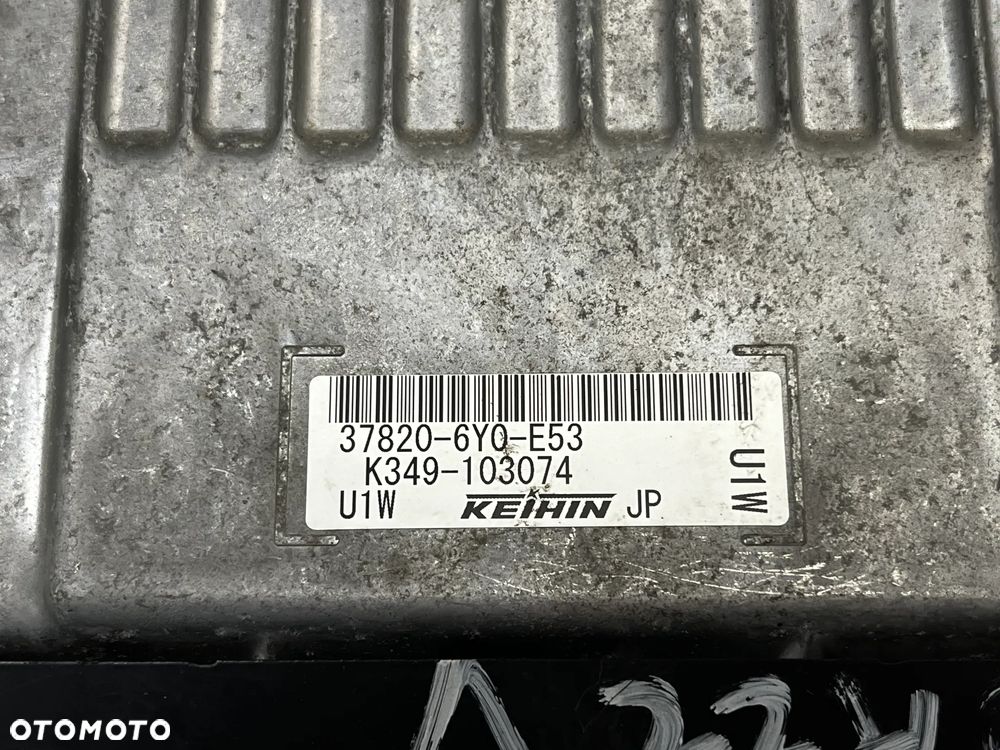 37820-6Y0-E53
K349-103074
U1W KEIHIN JP
U1W
OTOMOTO